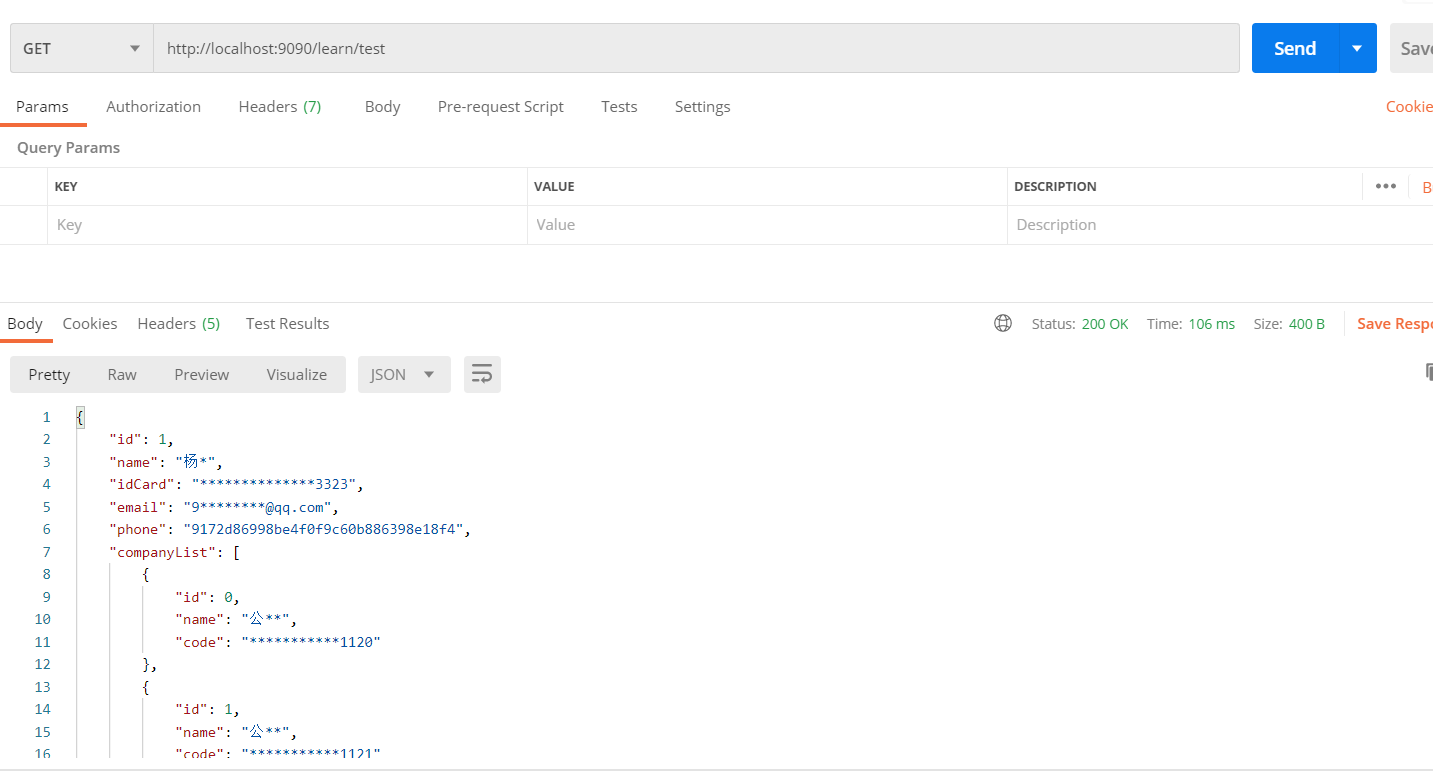 GET http://localhost:9090/learn/test Send Save
Params Authorization Headers (7) Body Pre-request Script Tests Settings Cookie
Query Params
KEY VALUE DESCRIPTION ••• B
Key Value Description
Body Cookies Headers (5) Test Results Status: 200 OK Time: 106 ms Size: 400 B Save Respo
Pretty Raw Preview Visualize JSON
1 {
2 "id": 1,
3 "name": "杨*",
4 "idCard": "**************3323",
5 "email": "9********@qq.com",
6 "phone": "9172d86998be4f0f9c60b886398e18f4",
7 "companyList": [
8 {
9 "id": 0,
10 "name": "公**",
11 "code": "***********1120"
12 },
13 {
14 "id": 1,
15 "name": "公**",
16 "code": "***********1121"